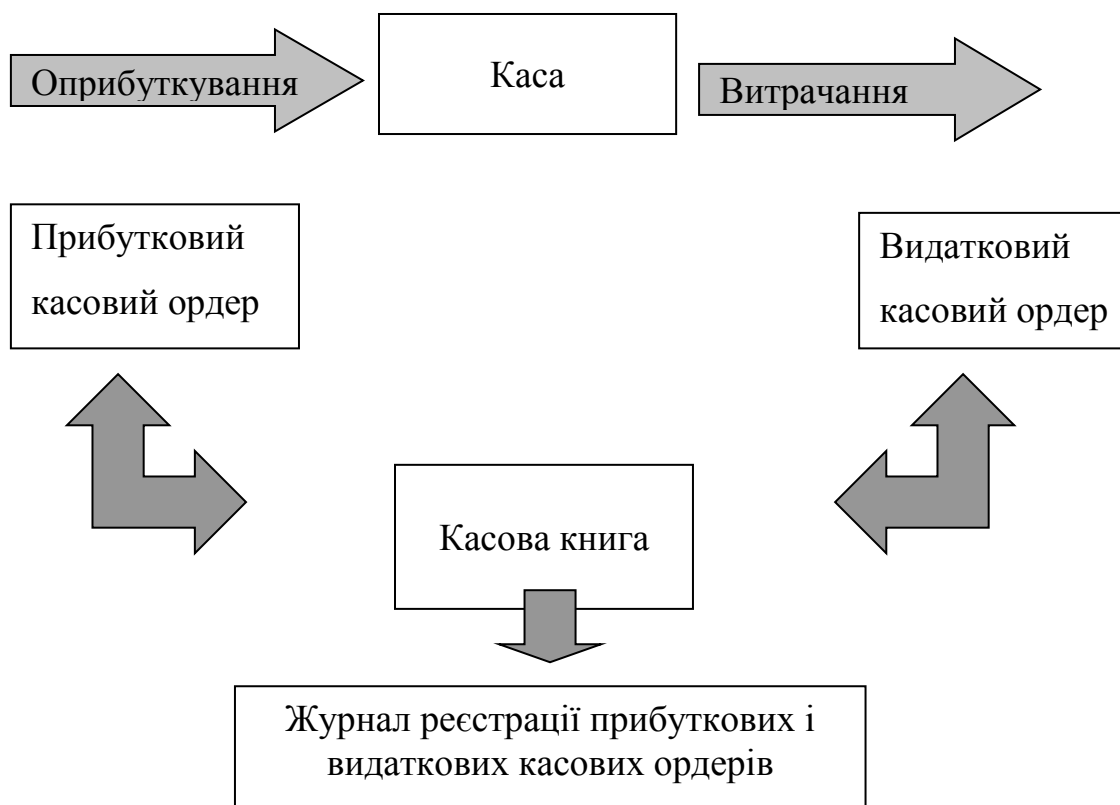 Оприбуткування
Каса
Витрачання
Прибутковий
касовий ордер
Видатковий
касовий ордер
Касова книга
Журнал реєстрації прибуткових і
видаткових касових ордерів